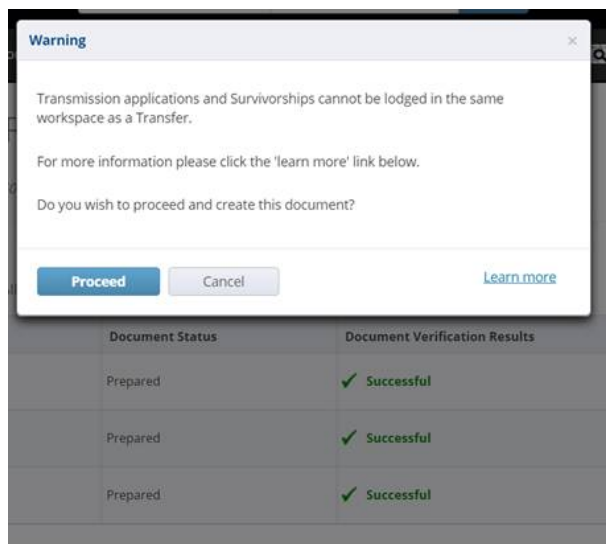 Warning
Transmission applications and Survivorships cannot be lodged in the same
workspace as a Transfer.
For more information please click the 'learn more' link below.
Do you wish to proceed and create this document?
Proceed Cancel Learn more
Document Status Document Verification Results
Prepared Successful
Prepared Successful
Prepared Successful